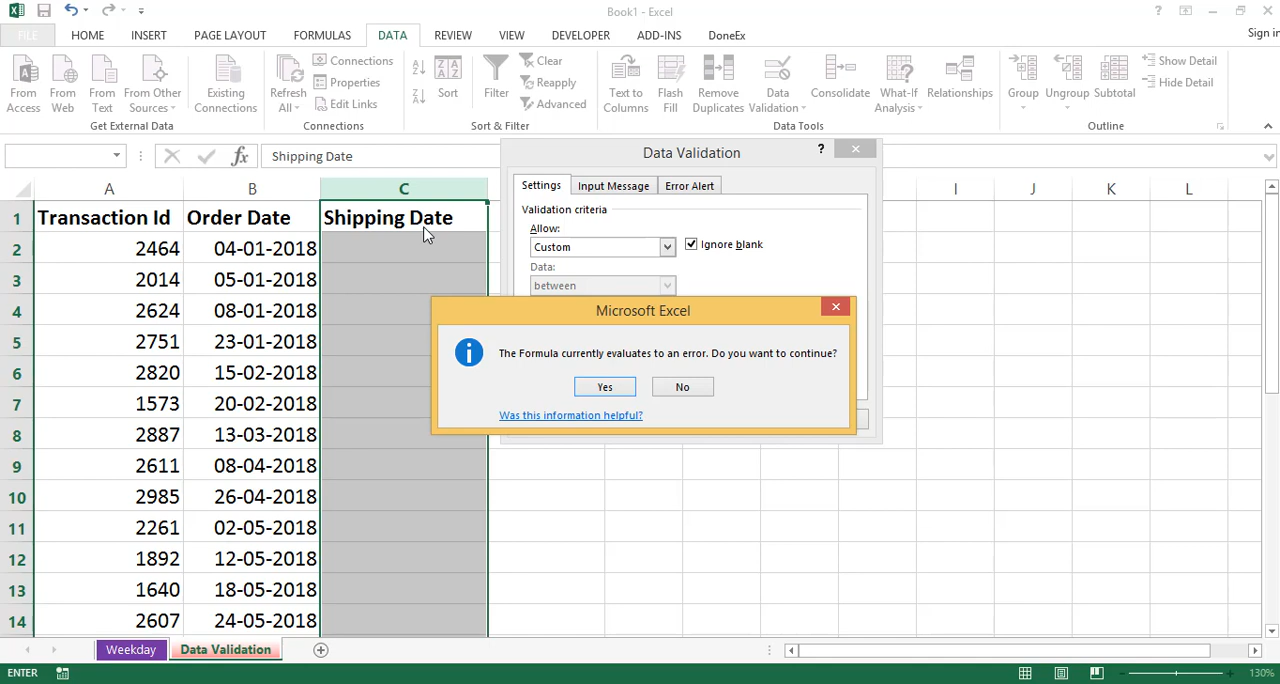 Book1 - Excel
?
FILE HOME INSERT PAGE LAYOUT FORMULAS DATA REVIEW VIEW DEVELOPER ADD-INS DoneEx Sign in
From Access
From Web
From Text
From Other Sources
Existing Connections
Get External Data
Refresh All
Connections
Properties
Edit Links
Connections
Sort
Filter
Clear
Reapply
Advanced
Sort & Filter
Text to Columns
Flash Fill
Remove Duplicates
Data Validation
Consolidate
What-If Analysis
Relationships
Data Tools
Group
Ungroup
Subtotal
Show Detail
Hide Detail
Outline
fx Shipping Date
A B C I J K L
1 Transaction Id Order Date Shipping Date
2 2464 04-01-2018
3 2014 05-01-2018
4 2624 08-01-2018
5 2751 23-01-2018
6 2820 15-02-2018
7 1573 20-02-2018
8 2887 13-03-2018
9 2611 08-04-2018
10 2985 26-04-2018
11 2261 02-05-2018
12 1892 12-05-2018
13 1640 18-05-2018
14 2607 24-05-2018
Data Validation ?
Settings Input Message Error Alert
Validation criteria
Allow:
Custom Ignore blank
Data:
between
Microsoft Excel
The Formula currently evaluates to an error. Do you want to continue?
Yes No
Was this information helpful?
Weekday Data Validation
ENTER 130%